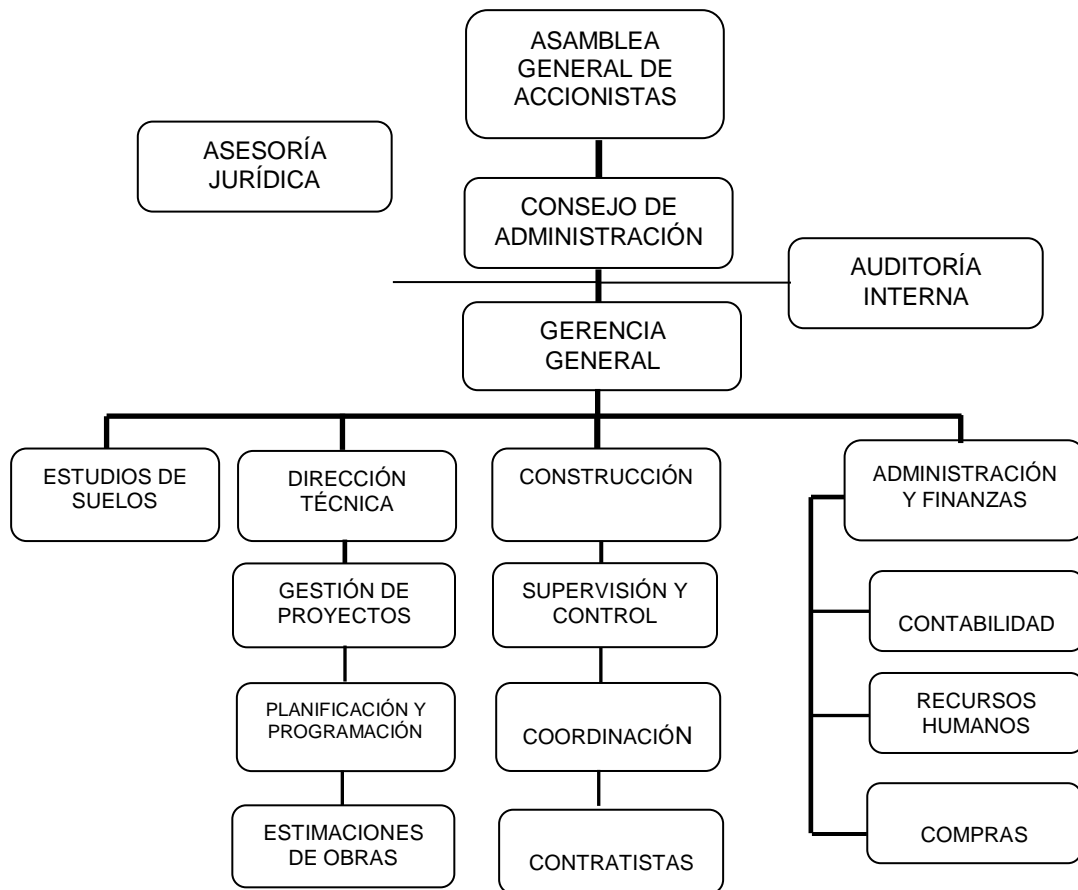 ASAMBLEA
GENERAL DE
ACCIONISTAS
ASESORÍA
JURÍDICA
CONSEJO DE
ADMINISTRACIÓN
AUDITORÍA
INTERNA
GERENCIA
GENERAL
ESTUDIOS DE
SUELOS
DIRECCIÓN
TÉCNICA
CONSTRUCCIÓN
ADMINISTRACIÓN
Y FINANZAS
GESTIÓN DE
PROYECTOS
SUPERVISIÓN Y
CONTROL
CONTABILIDAD
PLANIFICACIÓN Y
PROGRAMACIÓN
COORDINACIÓN
RECURSOS
HUMANOS
ESTIMACIONES
DE OBRAS
CONTRATISTAS
COMPRAS